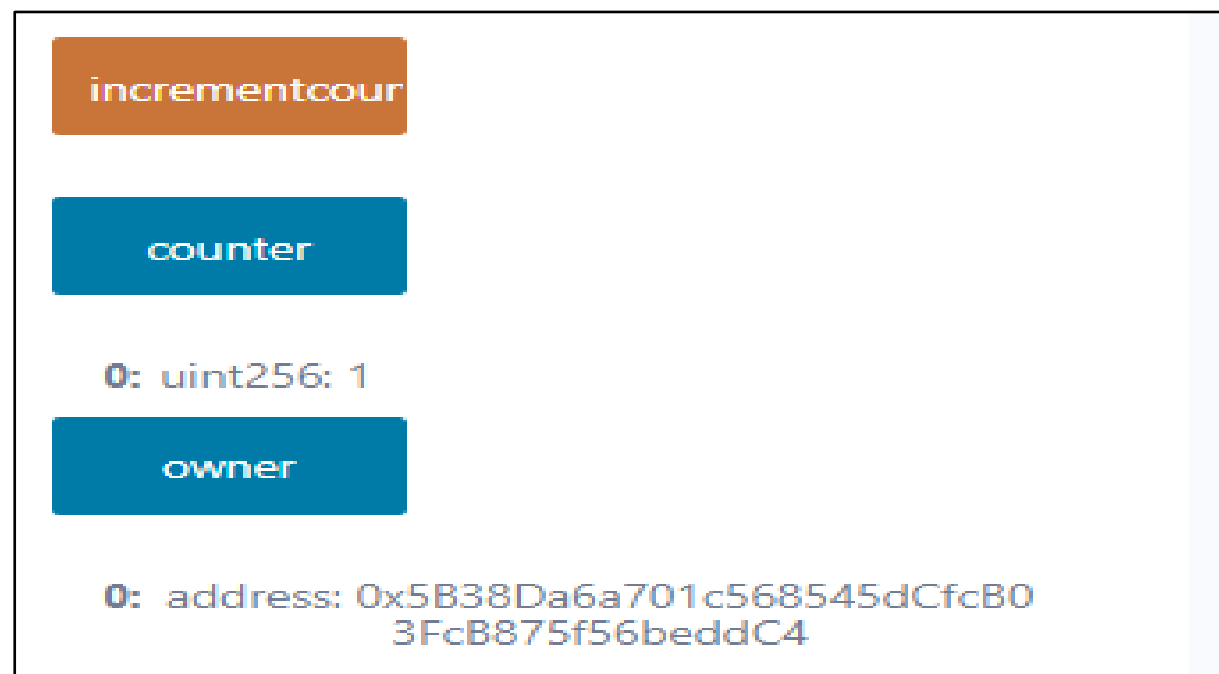 incrementcour
counter
0: uint256: 1
owner
0: address: 0x5B38Da6a701c568545dCfcB0
3FcB875f56beddC4